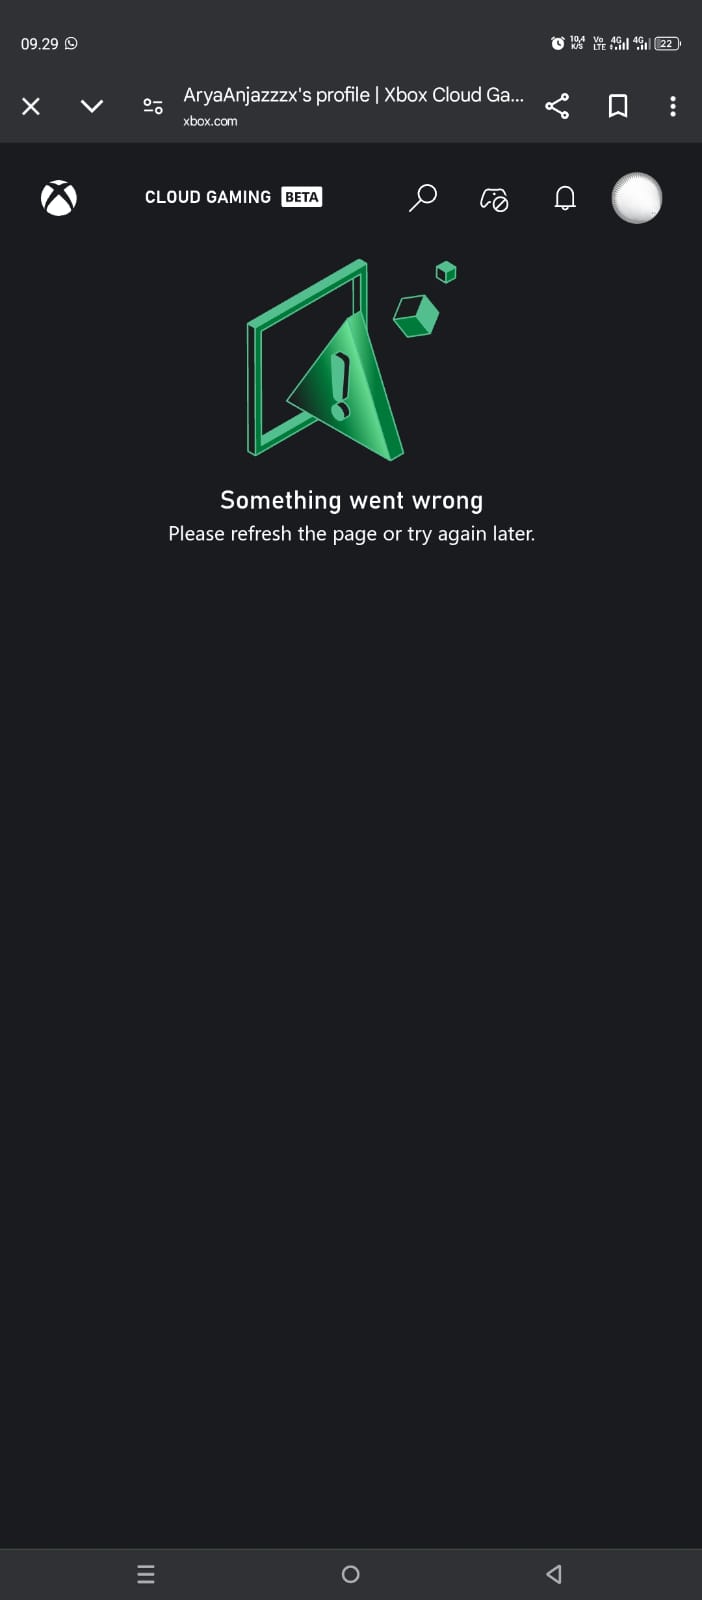 09.29
10,4
K/S
Vo
LTE
4G
4G
22
AryaAnjazzzx's profile | Xbox Cloud Ga...
xbox.com
CLOUD GAMING BETA
Something went wrong
Please refresh the page or try again later.